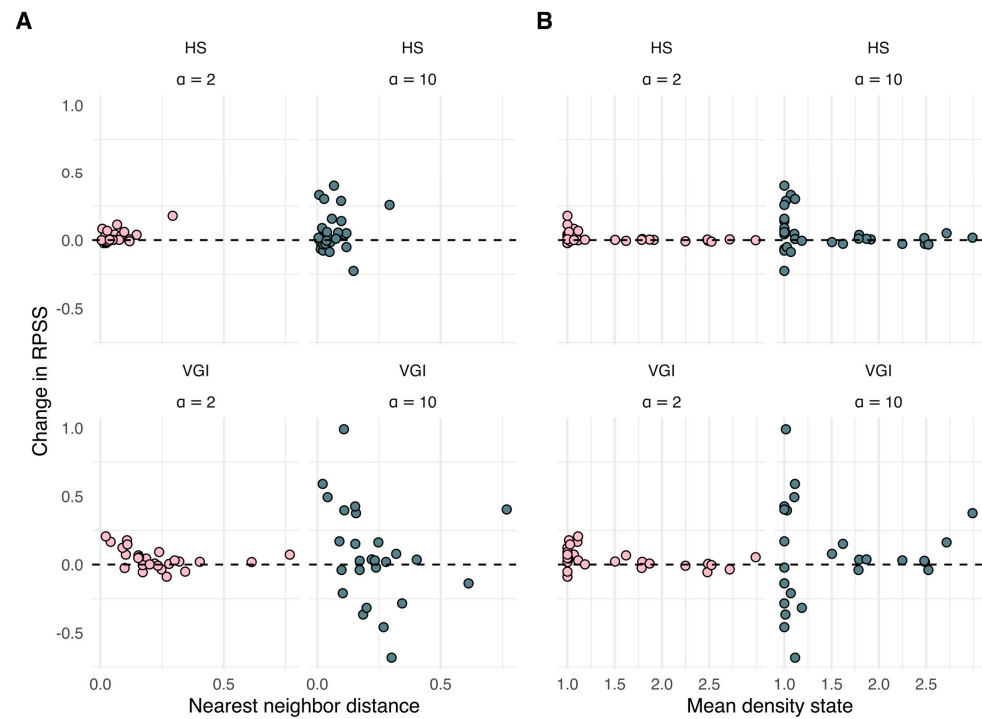 A
B
HS
HS
HS
HS
α = 2
α = 10
α = 2
α = 10
1.0
0.5
0.0
-0.5
Change in RPSS
VGI
VGI
VGI
VGI
α = 2
α = 10
α = 2
α = 10
1.0
0.5
0.0
-0.5
0.0 0.5 0.0 0.5
1.0 1.5 2.0 2.5 1.0 1.5 2.0 2.5
Nearest neighbor distance
Mean density state